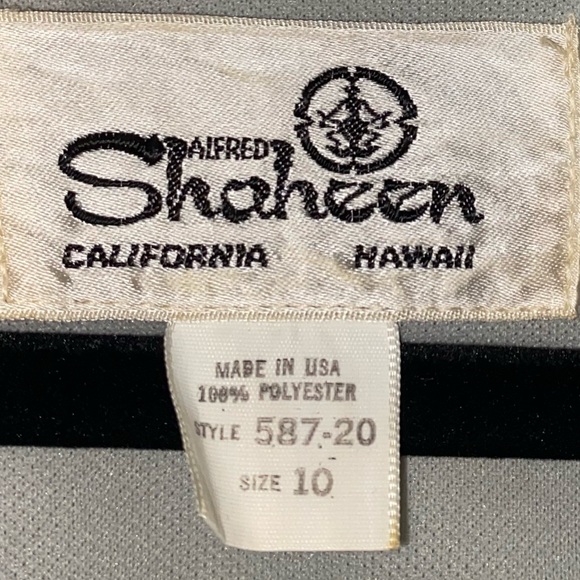 ALFRED
Shaheen
CALIFORNIA HAWAII
MADE IN USA
100% POLYESTER
STYLE 587-20
SIZE 10